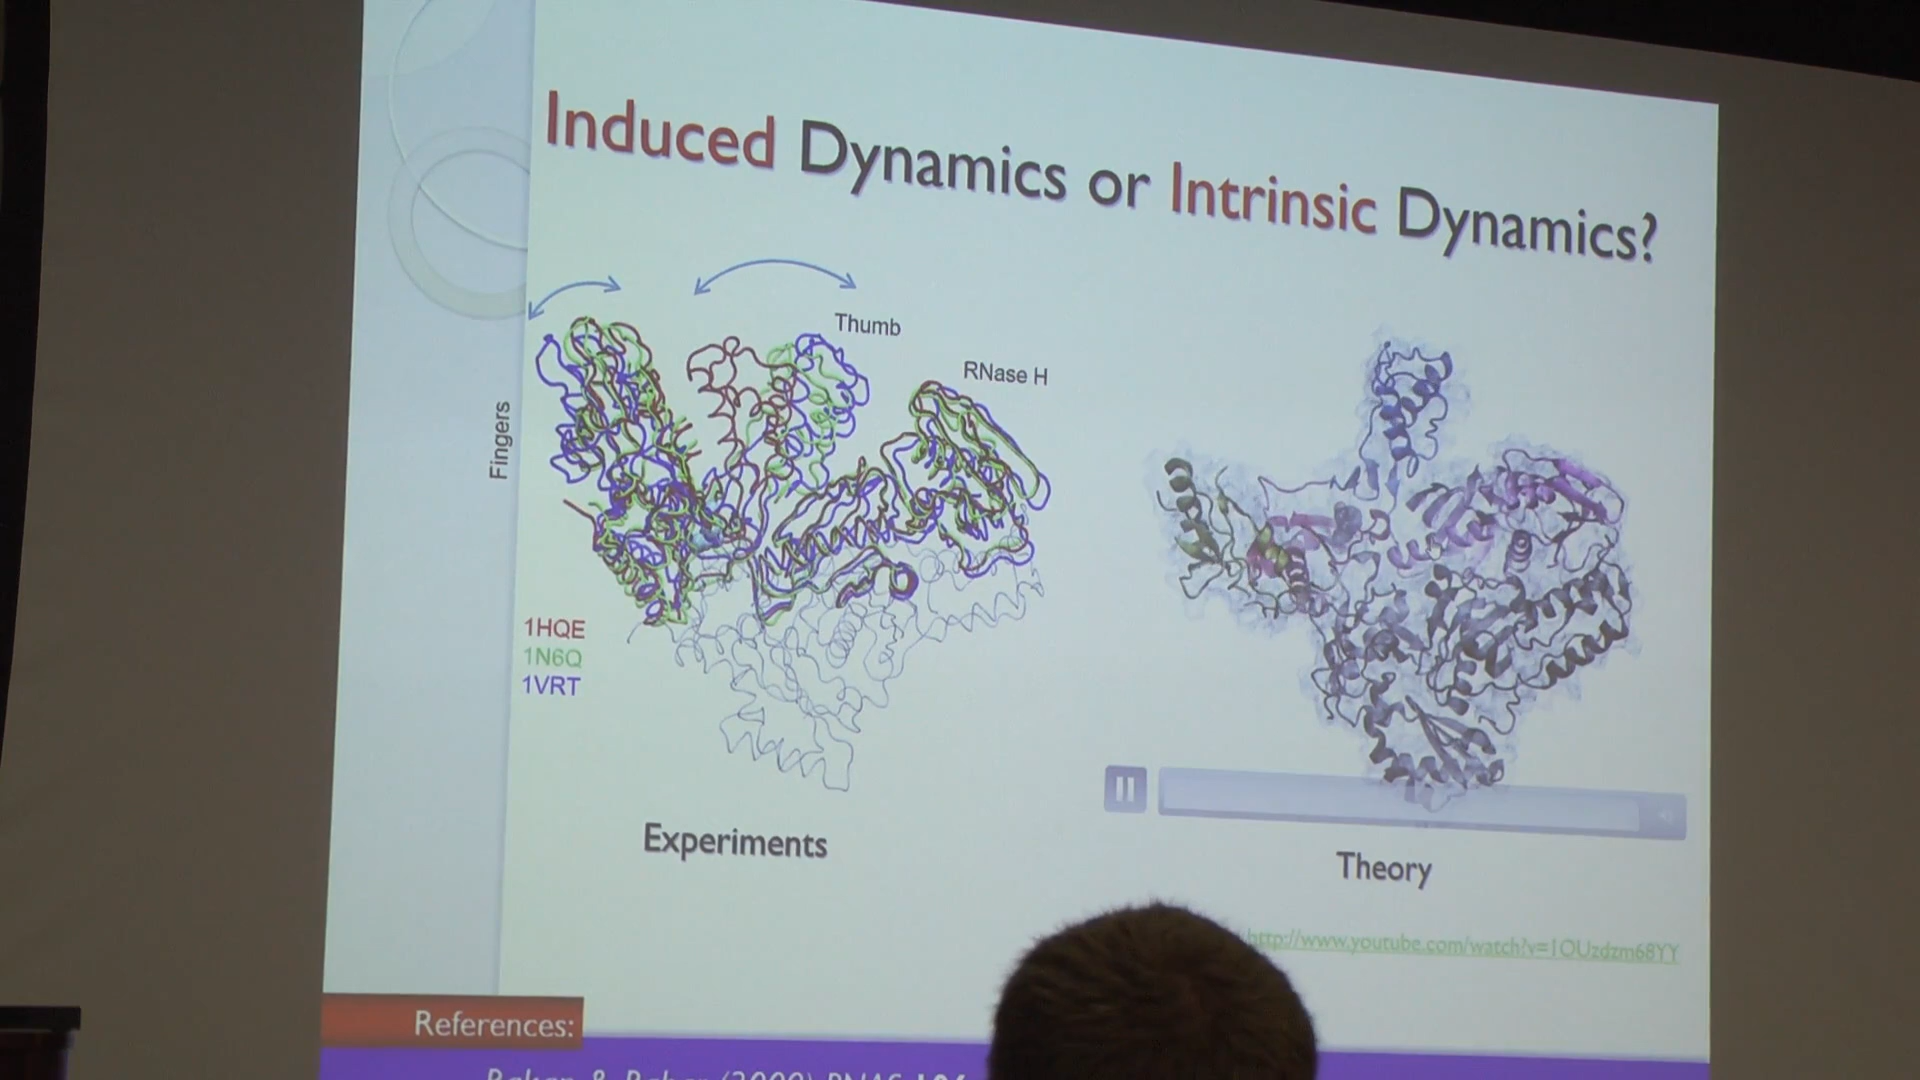 Induced Dynamics or Intrinsic Dynamics?
Thumb
RNase H
Fingers
1HQE
1N6Q
1VRT
Experiments
Theory
http://www.youtube.com/watch?v=1OUzdzm68YY
References: